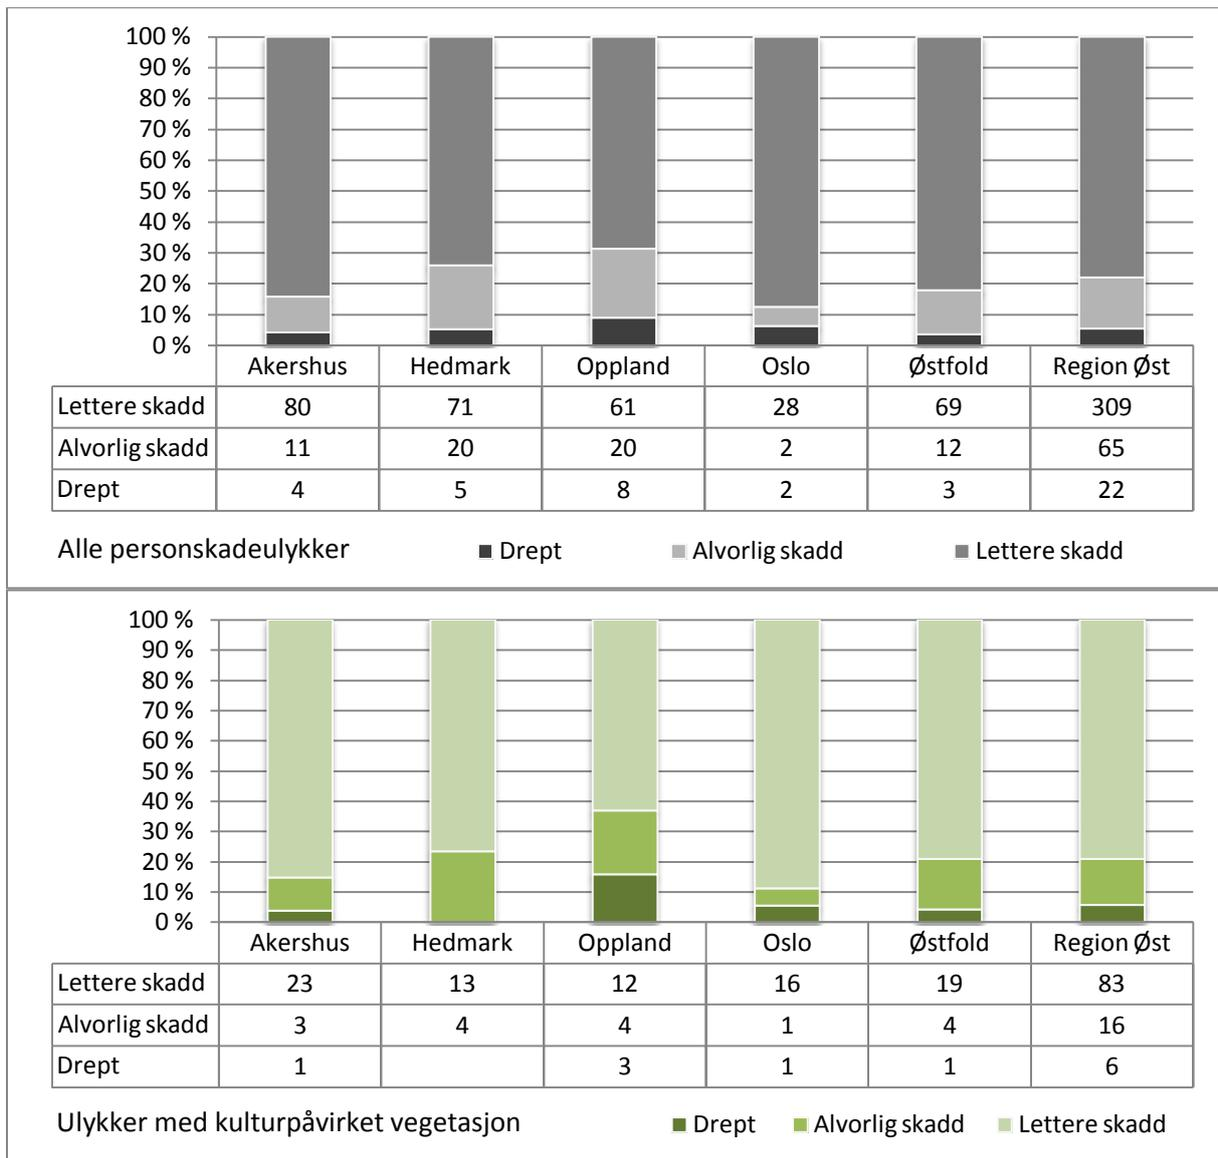 100 %
90 %
80 %
70 %
60 %
50 %
40 %
30 %
20 %
10 %
0 %
Akershus Hedmark Oppland Oslo Østfold Region Øst
Lettere skadd 80 71 61 28 69 309
Alvorlig skadd 11 20 20 2 12 65
Drept 4 5 8 2 3 22
Alle personskadeulykker Drept Alvorlig skadd Lettere skadd
100 %
90 %
80 %
70 %
60 %
50 %
40 %
30 %
20 %
10 %
0 %
Akershus Hedmark Oppland Oslo Østfold Region Øst
Lettere skadd 23 13 12 16 19 83
Alvorlig skadd 3 4 4 1 4 16
Drept 1 3 1 1 6
Ulykker med kulturpåvirket vegetasjon Drept Alvorlig skadd Lettere skadd